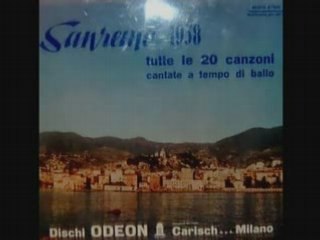 Sanremo 1958
tutte le 20 canzoni
cantate a tempo di ballo
Dischi ODEON Carisch... Milano